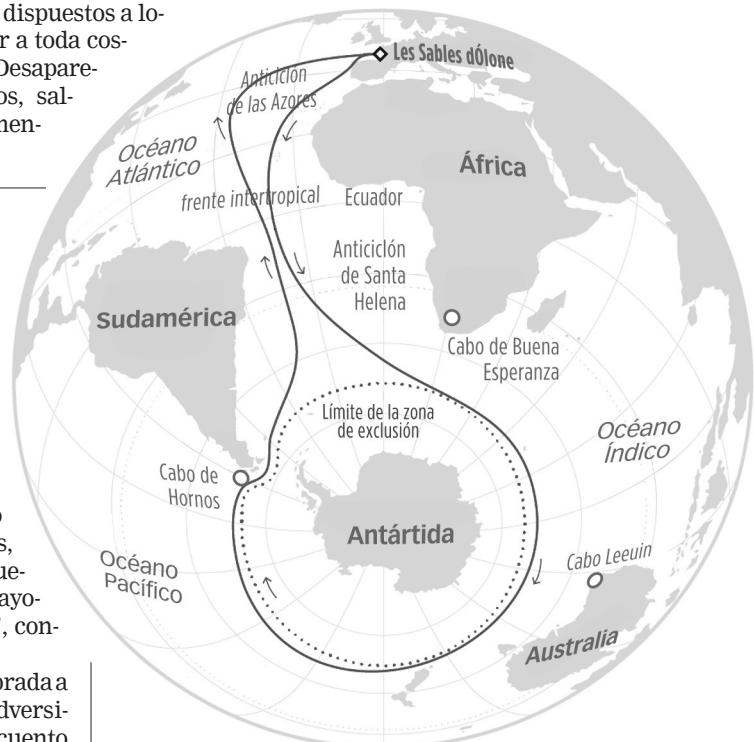 dispuestos a lo-
r a toda cos-
Desapare-
os, sal-
men-
Les Sables dÓlone
Anticiclón
de las Azores
Océano
Atlántico
África
frente intertropical
Ecuador
Anticiclón
de Santa
Helena
Sudamérica
Cabo de Buena
Esperanza
Límite de la zona
de exclusión
Océano
Índico
Cabo de
Hornos
Antártida
Océano
Pacífico
Cabo Leeuin
Australia
s,
ue-
ayo-
, con-
orada a
dversi-
cuento